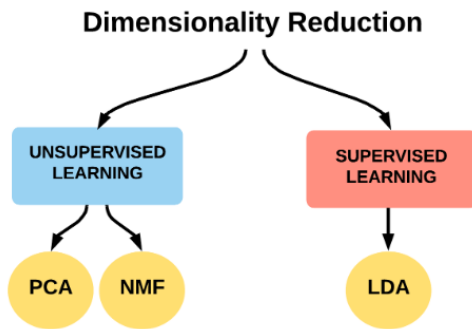 Dimensionality Reduction
UNSUPERVISED
LEARNING
SUPERVISED
LEARNING
PCA
NMF
LDA